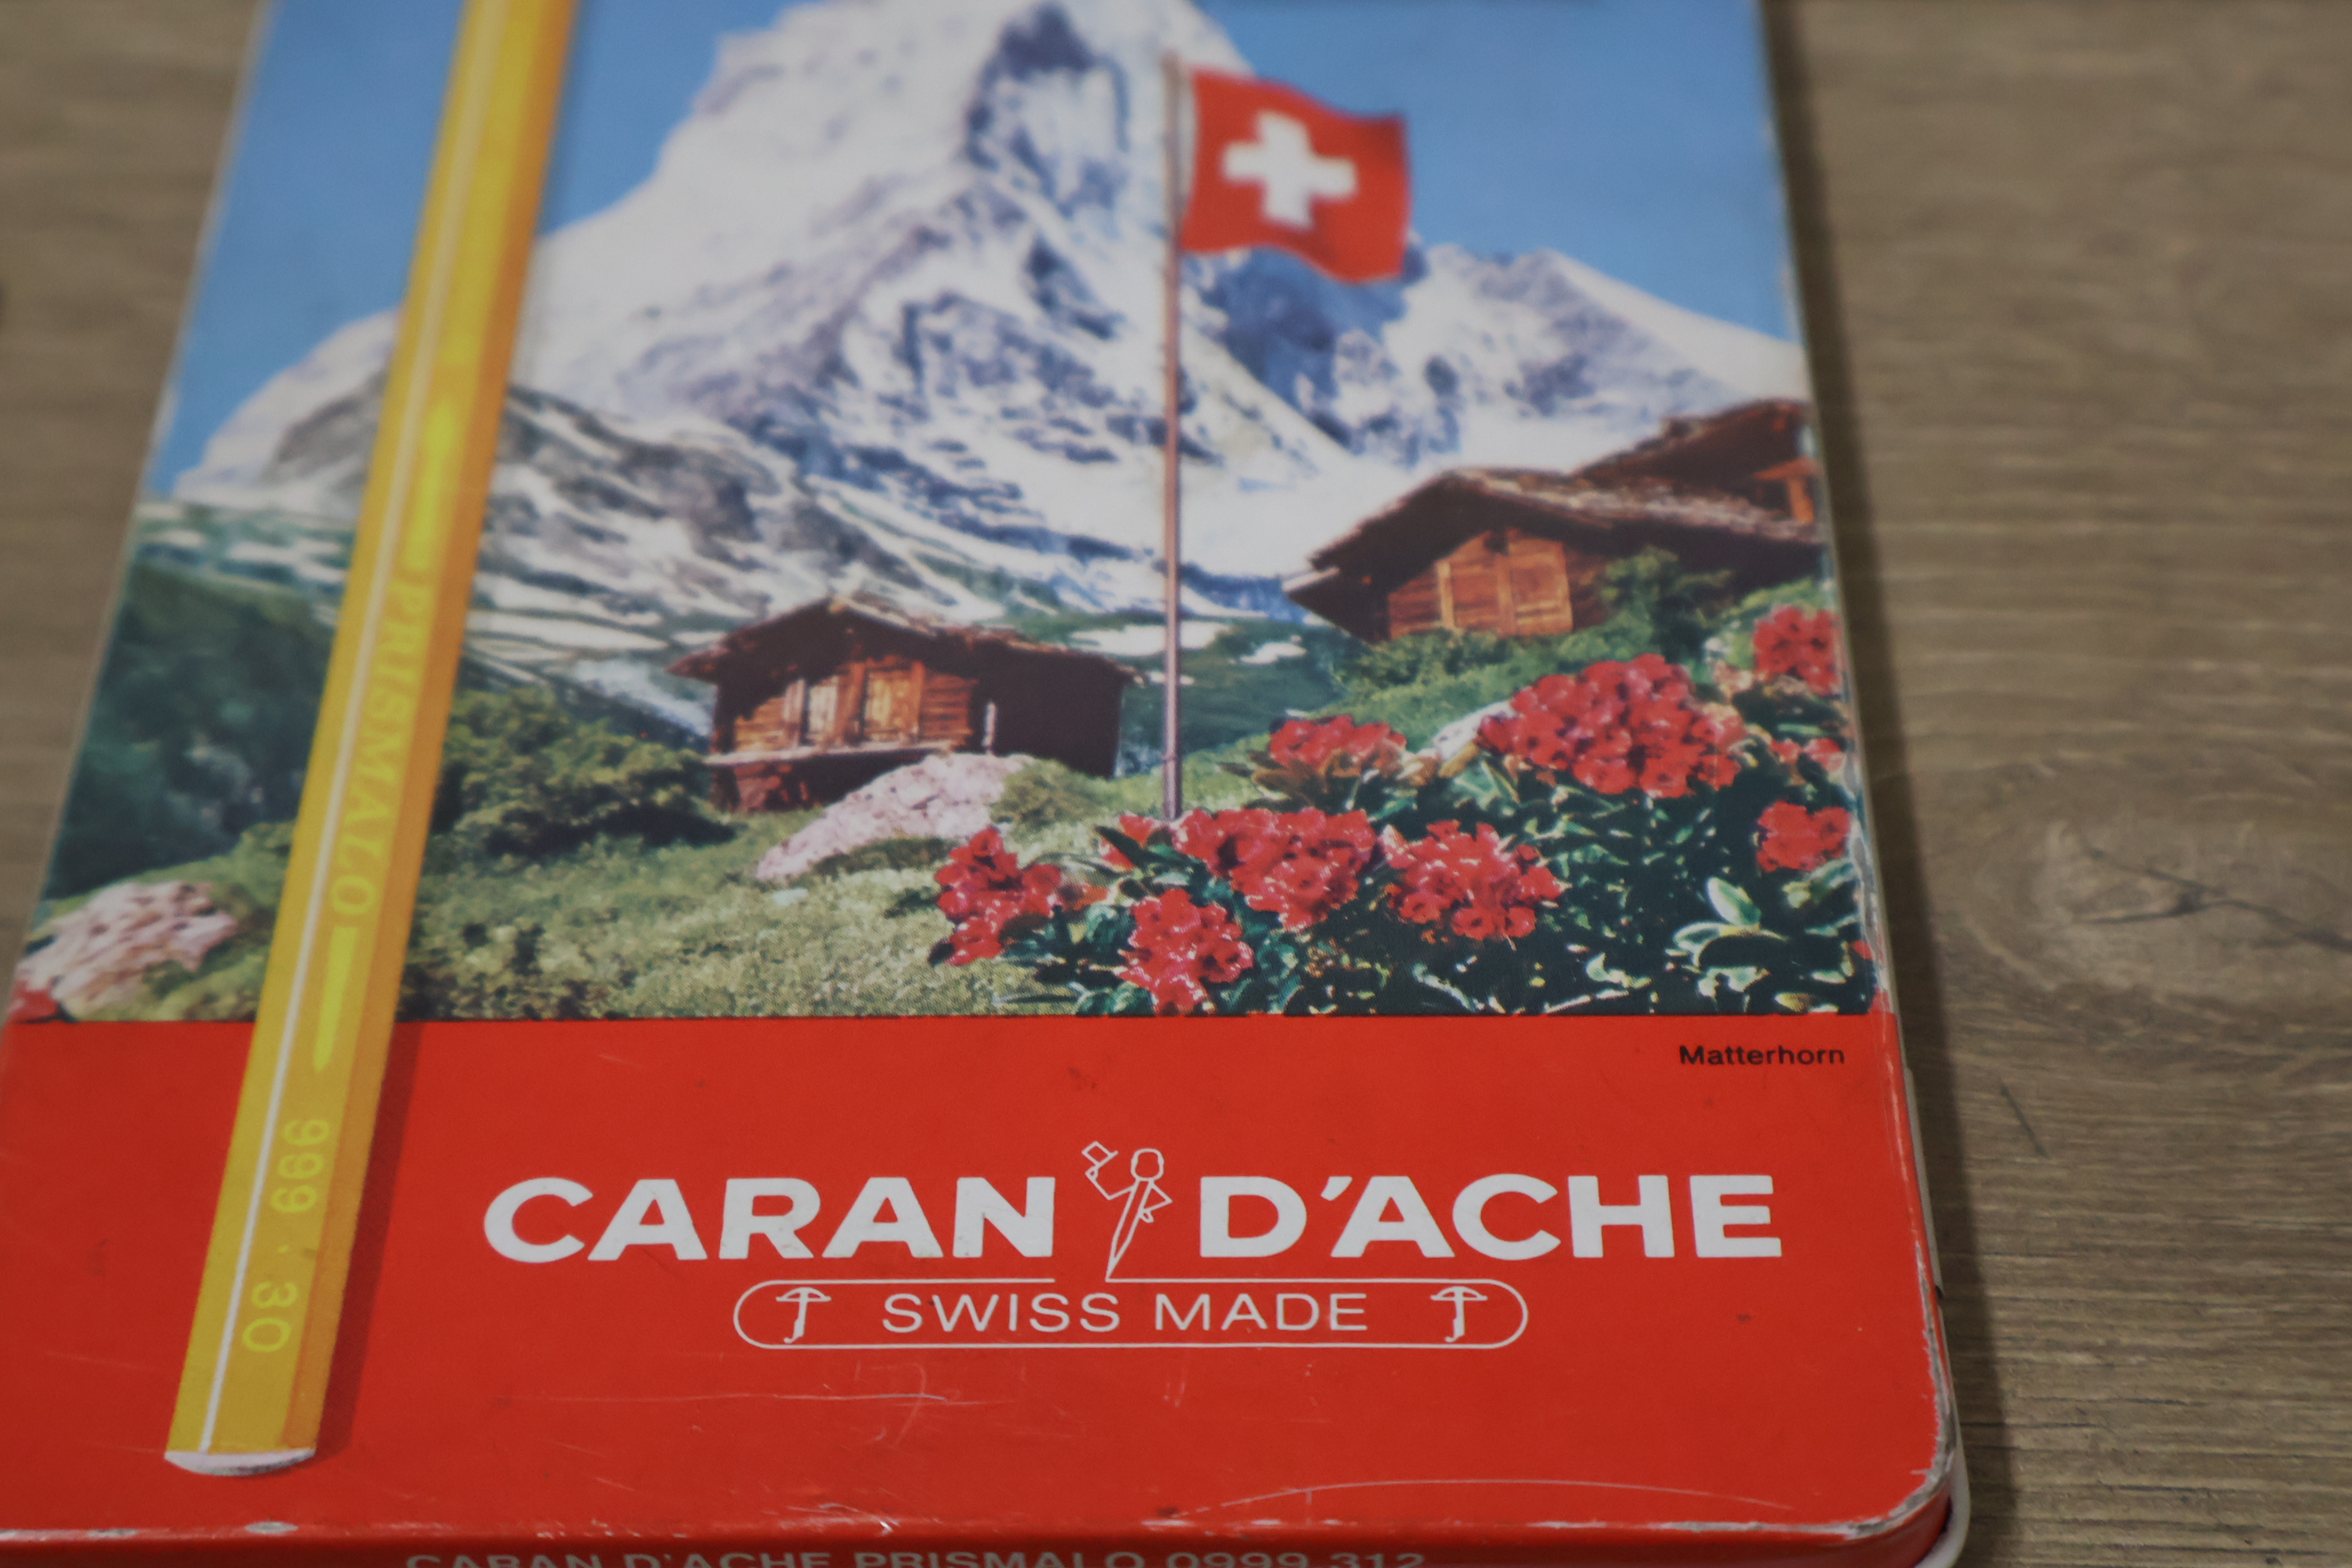 PRISMALO
999 . 30
Matterhorn
CARAN D'ACHE
SWISS MADE
CARAN D'ACHE PRISMALO 0999.312